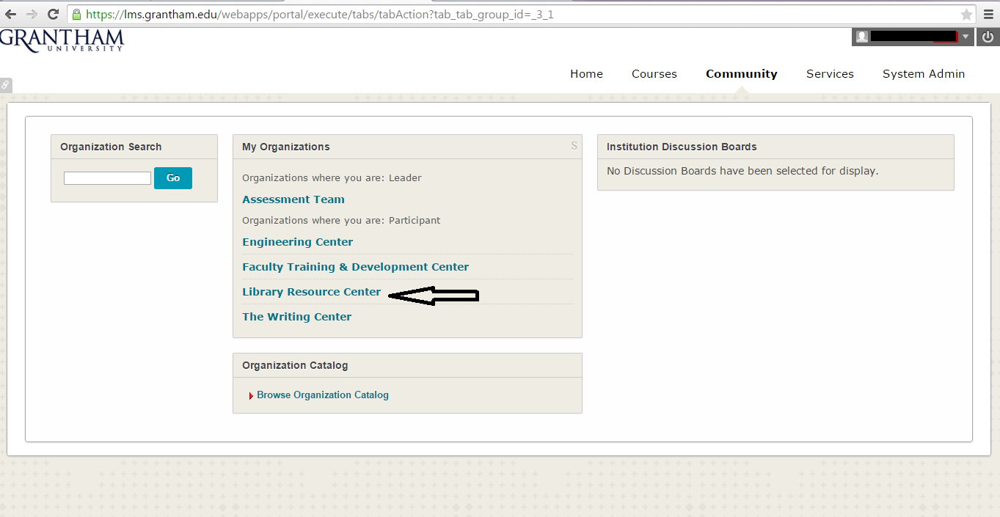 https://lms.grantham.edu/webapps/portal/execute/tabs/tabAction?tab_tab_group_id=_3_1
GRANTHAM
UNIVERSITY
Home Courses Community Services System Admin
Organization Search
Go
My Organizations
S
Organizations where you are: Leader
Assessment Team
Organizations where you are: Participant
Engineering Center
Faculty Training & Development Center
Library Resource Center
The Writing Center
Organization Catalog
Browse Organization Catalog
Institution Discussion Boards
No Discussion Boards have been selected for display.